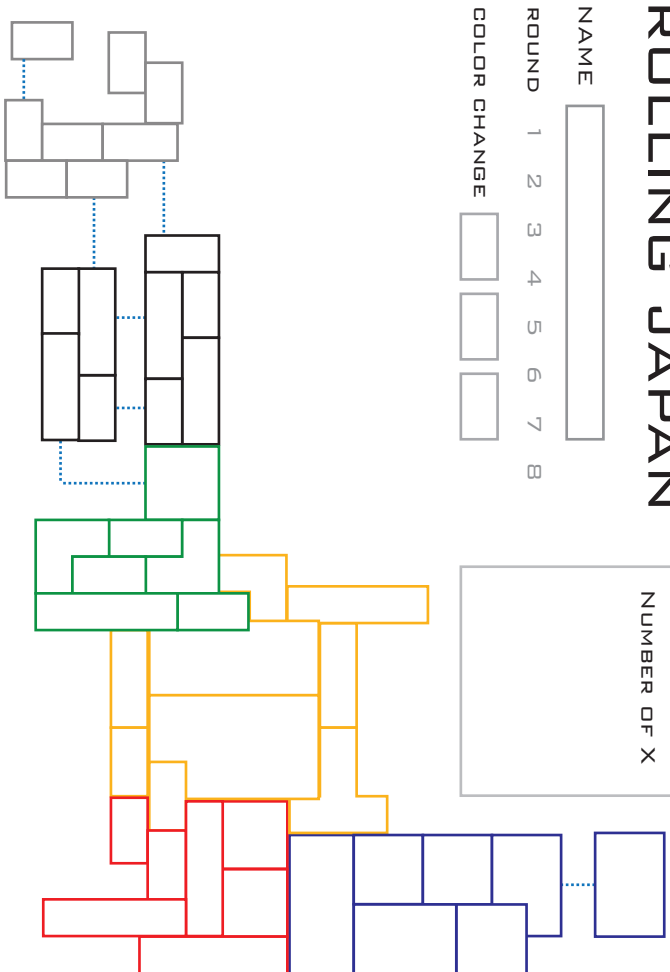 ROLLING JAPAN
NAME
ROUND 1 2 3 4 5 6 7 8
COLOR CHANGE
NUMBER OF X